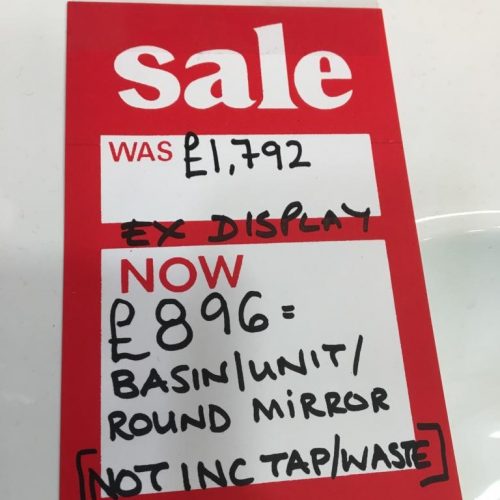 sale
WAS £1,792
EX DISPLAY
NOW
£896=
BASIN/UNIT/
ROUND MIRROR
[NOT INC TAP/WASTE]